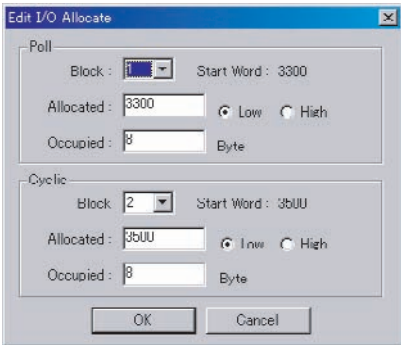 Edit I/O Allocate
Poll
Block : 1 Start Word : 3300
Allocated : 3300 Low High
Occupied : 8 Byte
Cyclic
Block 2 Start Word : 3500
Allocated : 3500 Low High
Occupied : 8 Byte
OK Cancel